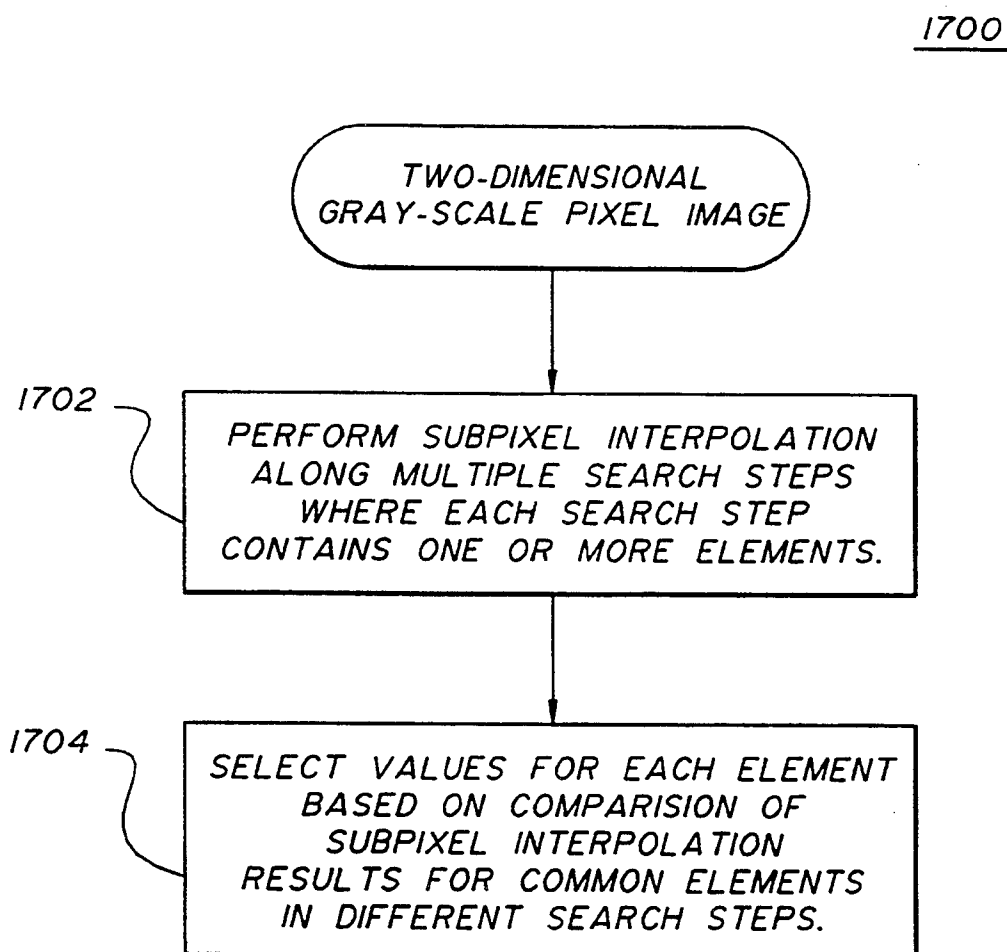 1700
TWO-DIMENSIONAL
GRAY-SCALE PIXEL IMAGE
1702
PERFORM SUBPIXEL INTERPOLATION
ALONG MULTIPLE SEARCH STEPS
WHERE EACH SEARCH STEP
CONTAINS ONE OR MORE ELEMENTS.
1704
SELECT VALUES FOR EACH ELEMENT
BASED ON COMPARISION OF
SUBPIXEL INTERPOLATION
RESULTS FOR COMMON ELEMENTS
IN DIFFERENT SEARCH STEPS.